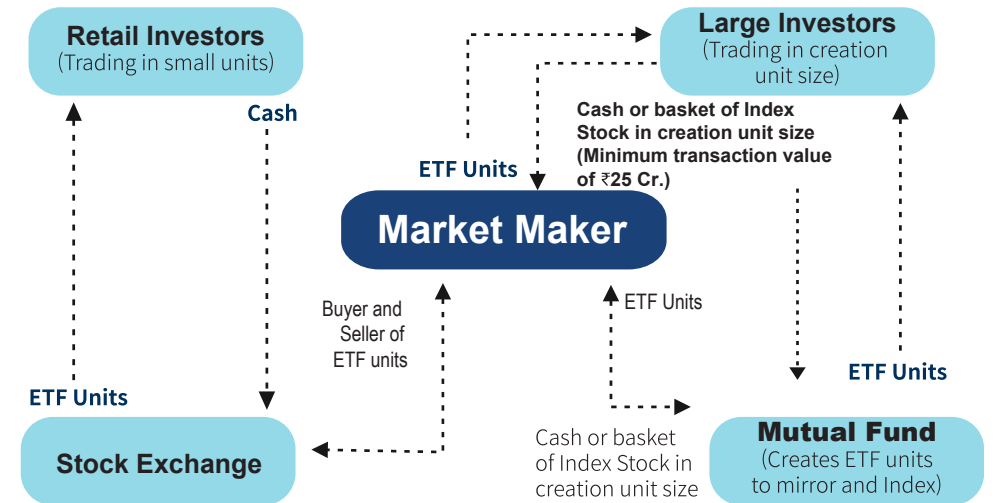 Retail Investors
(Trading in small units)
Large Investors
(Trading in creation
unit size)
Cash
Cash or basket of Index
Stock in creation unit size
(Minimum transaction value
of ₹25 Cr.)
ETF Units
Market Maker
Buyer and
Seller of
ETF units
ETF Units
ETF Units
ETF Units
Stock Exchange
Cash or basket
of Index Stock in
creation unit size
Mutual Fund
(Creates ETF units
to mirror and Index)